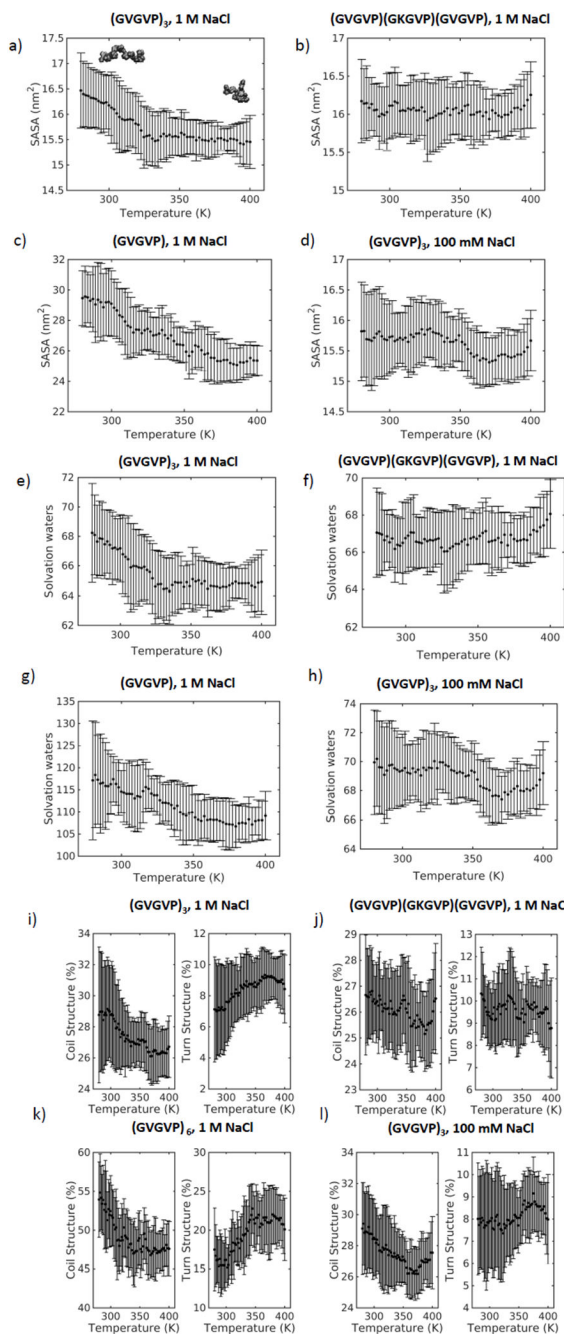 a)
(GVGVP)3, 1 M NaCl
17.5
17
16.5
16
15.5
15
14.5
SASA (nm²)
300 350 400
Temperature (K)
b)
(GVGVP)(GKGVP)(GVGVP), 1 M NaCl
17
16.5
16
15.5
15
SASA (nm²)
300 350 400
Temperature (K)
c)
(GVGVP), 1 M NaCl
32
30
28
26
24
22
SASA (nm²)
300 350 400
Temperature (K)
d)
(GVGVP)3, 100 mM NaCl
17
16.5
16
15.5
15
14.5
SASA (nm²)
300 350 400
Temperature (K)
e)
(GVGVP)3, 1 M NaCl
72
70
68
66
64
62
Solvation waters
300 350 400
Temperature (K)
f)
(GVGVP)(GKGVP)(GVGVP), 1 M NaCl
70
68
66
64
62
Solvation waters
300 350 400
Temperature (K)
g)
(GVGVP), 1 M NaCl
135
130
125
120
115
110
105
100
Solvation waters
300 350 400
Temperature (K)
h)
(GVGVP)3, 100 mM NaCl
74
72
70
68
66
64
Solvation waters
300 350 400
Temperature (K)
i)
(GVGVP)3, 1 M NaCl
34
32
30
28
26
24
Coil Structure (%)
300 350 400
Temperature (K)
12
10
8
6
4
2
Turn Structure (%)
300 350 400
Temperature (K)
j)
(GVGVP)(GKGVP)(GVGVP), 1 M NaCl
29
28
27
26
25
24
23
Coil Structure (%)
300 350 400
Temperature (K)
13
12
11
10
9
8
7
6
Turn Structure (%)
300 350 400
Temperature (K)
k)
(GVGVP)6, 1 M NaCl
60
55
50
45
40
Coil Structure (%)
300 350 400
Temperature (K)
30
25
20
15
10
Turn Structure (%)
300 350 400
Temperature (K)
l)
(GVGVP)3, 100 mM NaCl
34
32
30
28
26
24
Coil Structure (%)
300 350 400
Temperature (K)
11
10
9
8
7
6
5
4
Turn Structure (%)
300 350 400
Temperature (K)